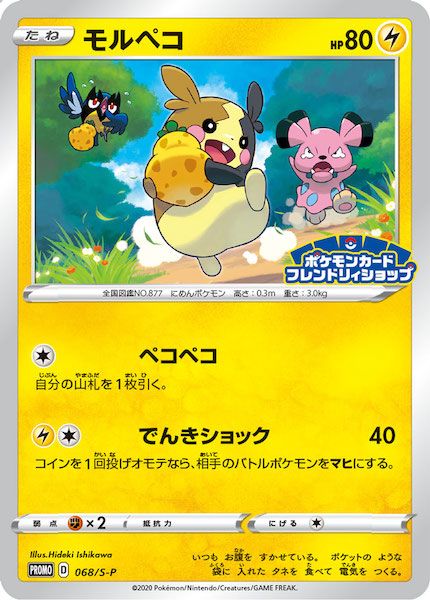 たね モルペコ HP80
ポケモンカード
フレンドリィショップ
全国図鑑NO.877 にめんポケモン 高さ:0.3m 重さ:3.0kg
ペコペコ
自分の山札を1枚引く。
でんきショック 40
コインを1回投げオモテなら、相手のバトルポケモンをマヒにする。
弱点 ×2 抵抗力 にげる
Illus.Hideki Ishikawa
PROMO D 068/S-P
いつも お腹を すかせている。 ポケットの ような
袋に 入れた タネを 食べて 電気を つくる。
©2020 Pokémon/Nintendo/Creatures/GAME FREAK.